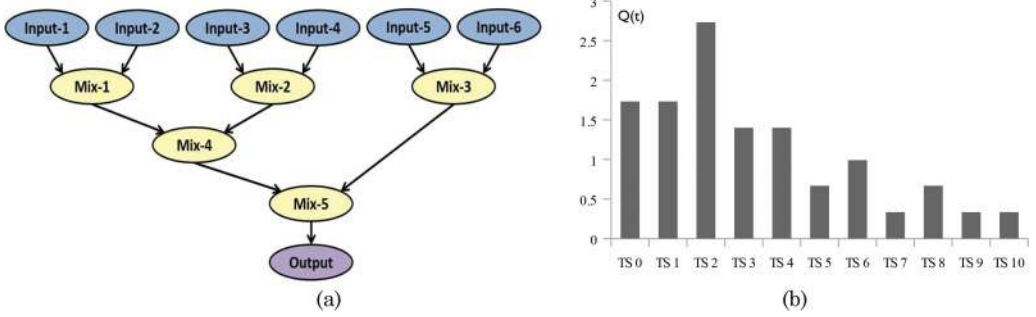 Input-1 Input-2 Input-3 Input-4 Input-5 Input-6
Mix-1 Mix-2 Mix-3
Mix-4
Mix-5
Output
(a)
Q(t)
3
2.5
2
1.5
1
0.5
0
TS 0 TS 1 TS 2 TS 3 TS 4 TS 5 TS 6 TS 7 TS 8 TS 9 TS 10
(b)